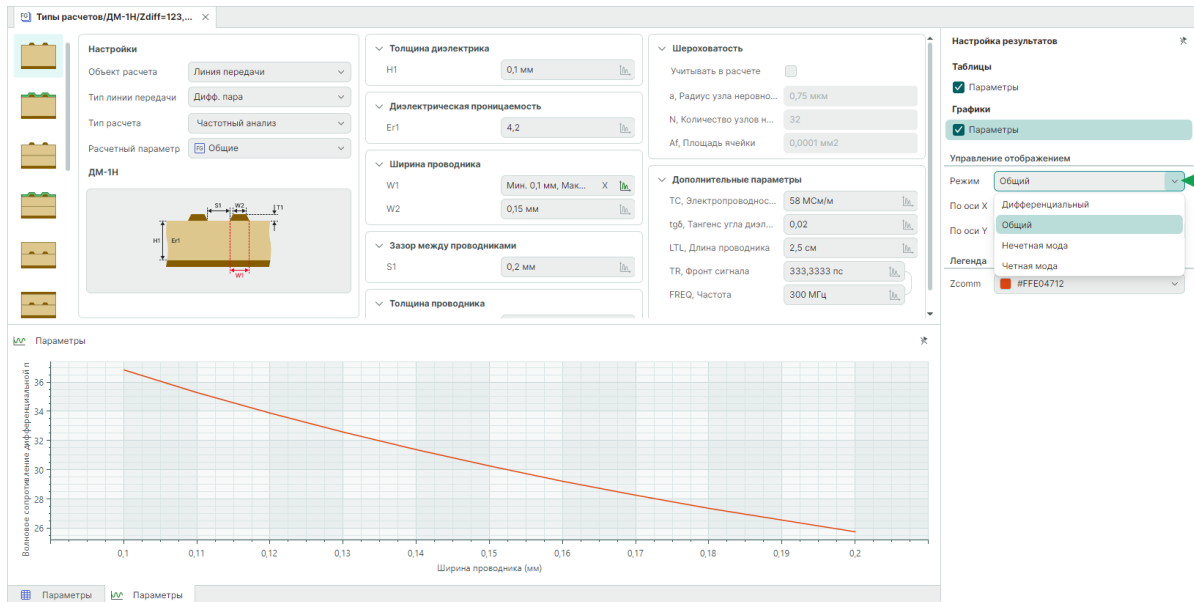 Типы расчетов/ДМ-1Н/Zdiff=123,...
Настройки
Объект расчета Линия передачи
Тип линии передачи Дифф. пара
Тип расчета Частотный анализ
Расчетный параметр FG Общие
ДМ-1Н
S1 W2 T1
H1 Er1
W1
Толщина диэлектрика
H1 0,1 мм
Диэлектрическая проницаемость
Er1 4,2
Ширина проводника
W1 Мин. 0,1 мм, Мак... X
W2 0,15 мм
Зазор между проводниками
S1 0,2 мм
Толщина проводника
Шероховатость
Учитывать в расчете
a, Радиус узла неровно... 0,75 мкм
N, Количество узлов н... 32
Af, Площадь ячейки 0,0001 мм2
Дополнительные параметры
TC, Электропроводнос... 58 МСм/м
tgδ, Тангенс угла диэл... 0,02
LTL, Длина проводника 2,5 см
TR, Фронт сигнала 333,3333 пс
FREQ, Частота 300 МГц
Настройка результатов
Таблицы
Параметры
Графики
Параметры
Управление отображением
Режим Общий
По оси X Дифференциальный
Общий
По оси Y
Нечетная мода
Легенда Четная мода
Zcomm #FFE04712
Параметры
Волновое сопротивление дифференциальной п
36
34
32
30
28
26
0,1 0,11 0,12 0,13 0,14 0,15 0,16 0,17 0,18 0,19 0,2
Ширина проводника (мм)
Параметры Параметры